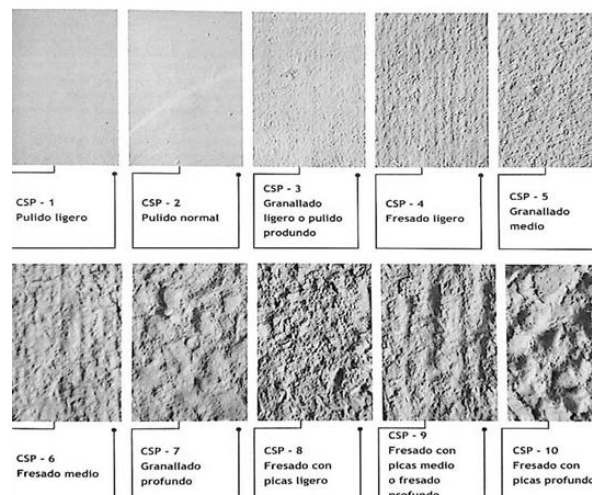 CSP - 1
Pulido ligero
CSP - 2
Pulido normal
CSP - 3
Granallado
ligero o pulido
produndo
CSP - 4
Fresado ligero
CSP - 5
Granallado
medio
CSP - 6
Fresado medio
CSP - 7
Granallado
profundo
CSP - 8
Fresado con
picas ligero
CSP - 9
Fresado con
picas medio
o fresado
profundo
CSP - 10
Fresado con
picas profundo